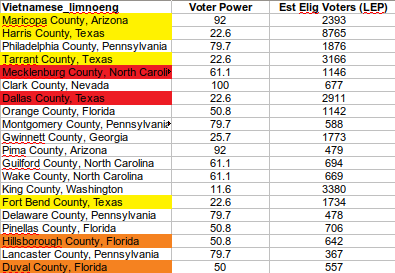 Vietnamese_limnoeng Voter Power Est Elig Voters (LEP)
Maricopa County, Arizona 92 2393
Harris County, Texas 22.6 8765
Philadelphia County, Pennsylvania 79.7 1876
Tarrant County, Texas 22.6 3166
Mecklenburg County, North Caroli 61.1 1146
Clark County, Nevada 100 677
Dallas County, Texas 22.6 2911
Orange County, Florida 50.8 1142
Montgomery County, Pennsylvania 79.7 588
Gwinnett County, Georgia 25.7 1773
Pima County, Arizona 92 479
Guilford County, North Carolina 61.1 694
Wake County, North Carolina 61.1 669
King County, Washington 11.6 3380
Fort Bend County, Texas 22.6 1734
Delaware County, Pennsylvania 79.7 478
Pinellas County, Florida 50.8 706
Hillsborough County, Florida 50.8 642
Lancaster County, Pennsylvania 79.7 367
Duval County, Florida 50 557